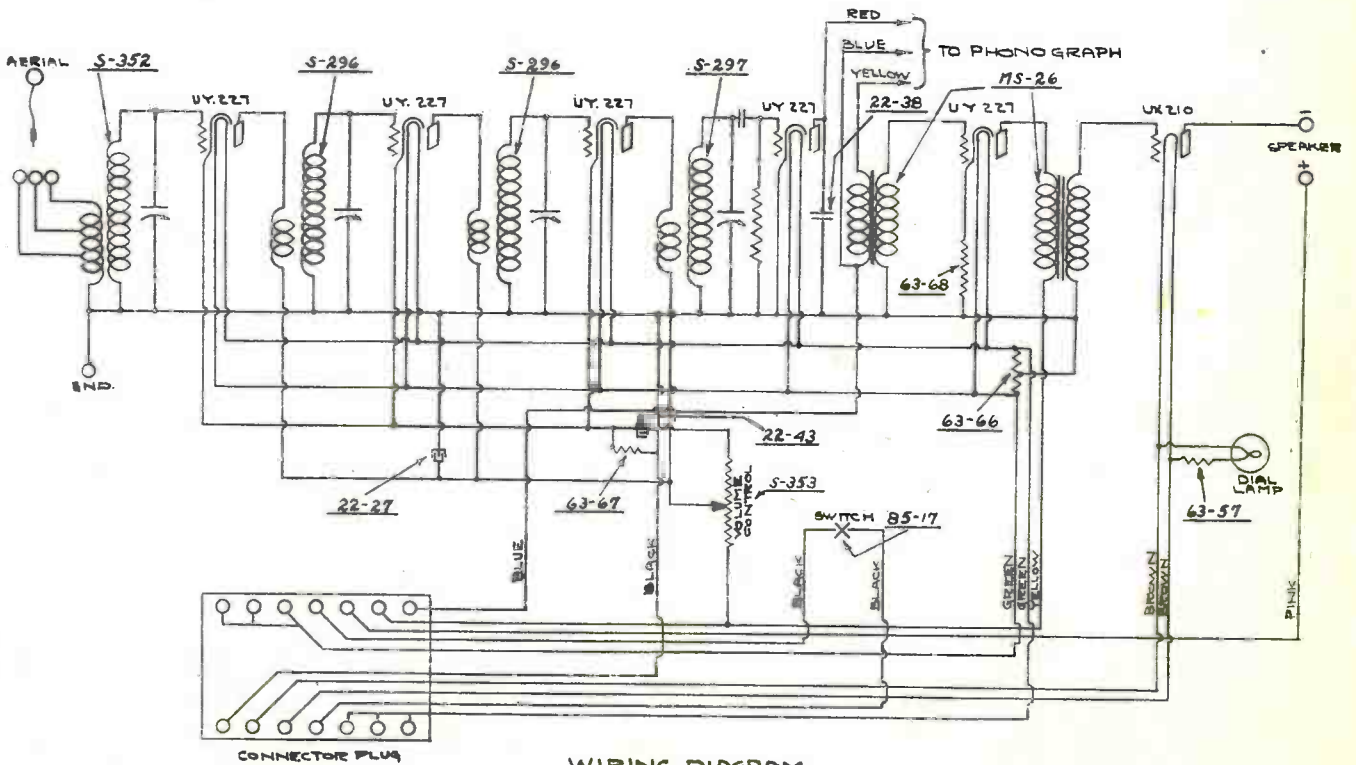 RED
BLUE
YELLOW
TO PHONOGRAPH
AERIAL
S-352
S-296
S-296
S-297
22-38
MS-26
UY. 227
UY. 227
UY. 227
UY 227
UY 227
UX210
SPEAKER
- 
+
63-68
GND.
63-66
22-43
22-27
63-67
VOLUME CONTROL
S-353
SWITCH
85-17
DIAL
LAMP
63-57
BLUE
BLACK
BLACK
BLACK
GREEN
GREEN
YELLOW
BROWN
BROWN
PINK
CONNECTOR PLUG
WIRING DIAGRAM